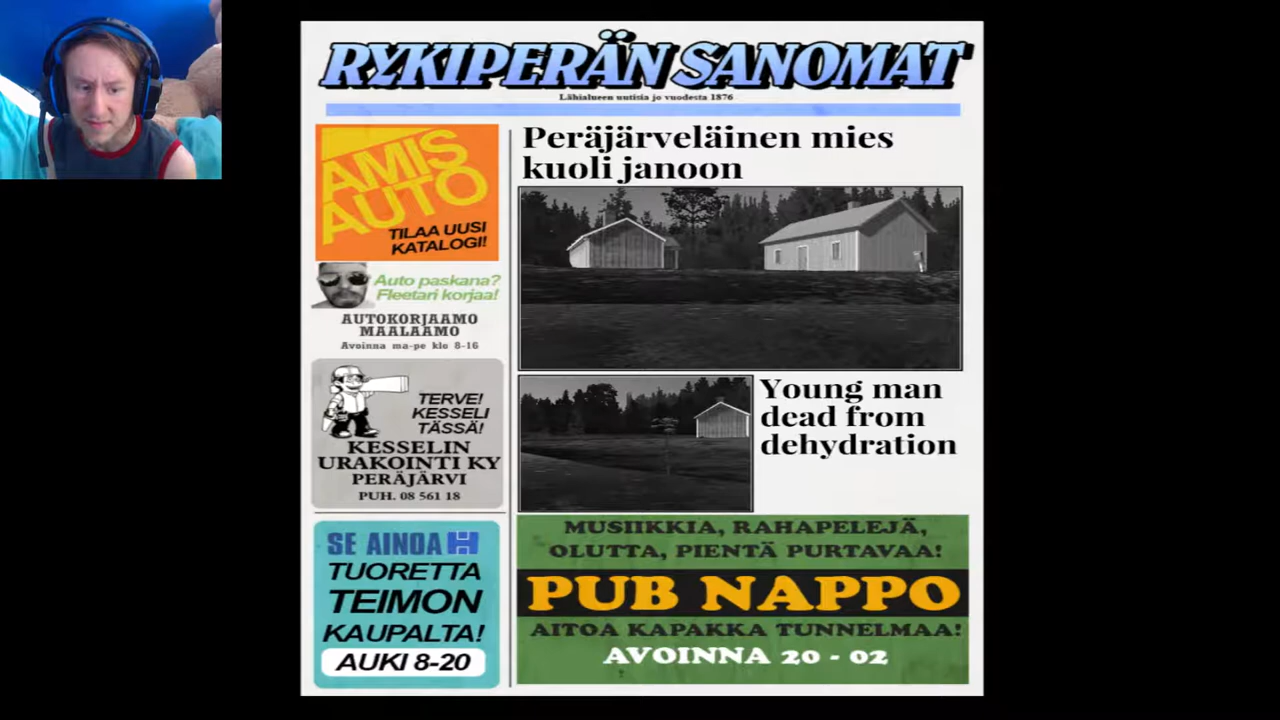 RYKIPERÄN SANOMAT
Lähialueen uutisia jo vuodesta 1876
AMIS
AUTO
TILAA UUSI
KATALOGI!
Auto paskana?
Fleetari korjaa!
AUTOKORJAAMO
MAALAAMO
Avoinna ma-pe klo 8-16
TERVE!
KESSELI
TÄSSÄ!
KESSELIN
URAKOINTI KY
PERÄJÄRVI
PUH. 08 561 18
SE AINOA H
TUORETTA
TEIMON
KAUPALTA!
AUKI 8-20
Peräjärveläinen mies
kuoli janoon
Young man
dead from
dehydration
MUSIIKKIA, RAHAPELEJÄ,
OLUTTA, PIENTÄ PURTAVAA!
PUB NAPPO
AITOA KAPAKKA TUNNELMAA!
AVOINNA 20 - 02